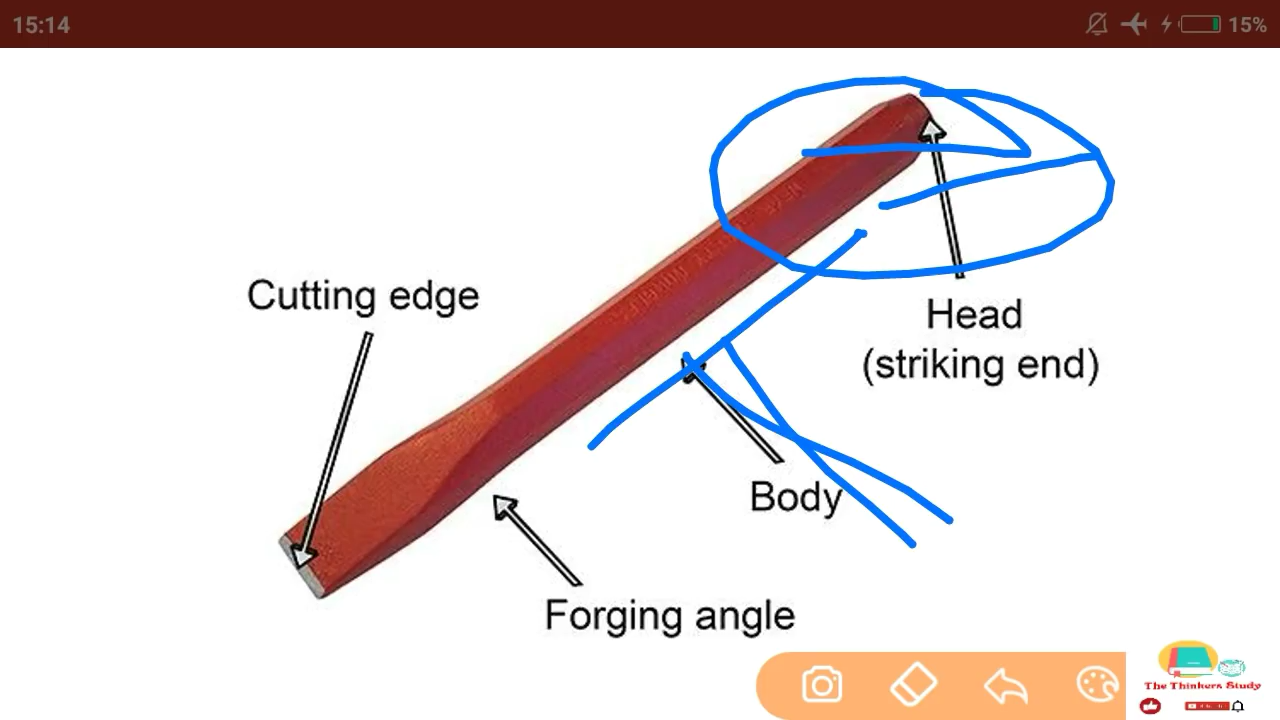 15:14
15%
Cutting edge
Head
(striking end)
Body
Forging angle
The Thinkers Study